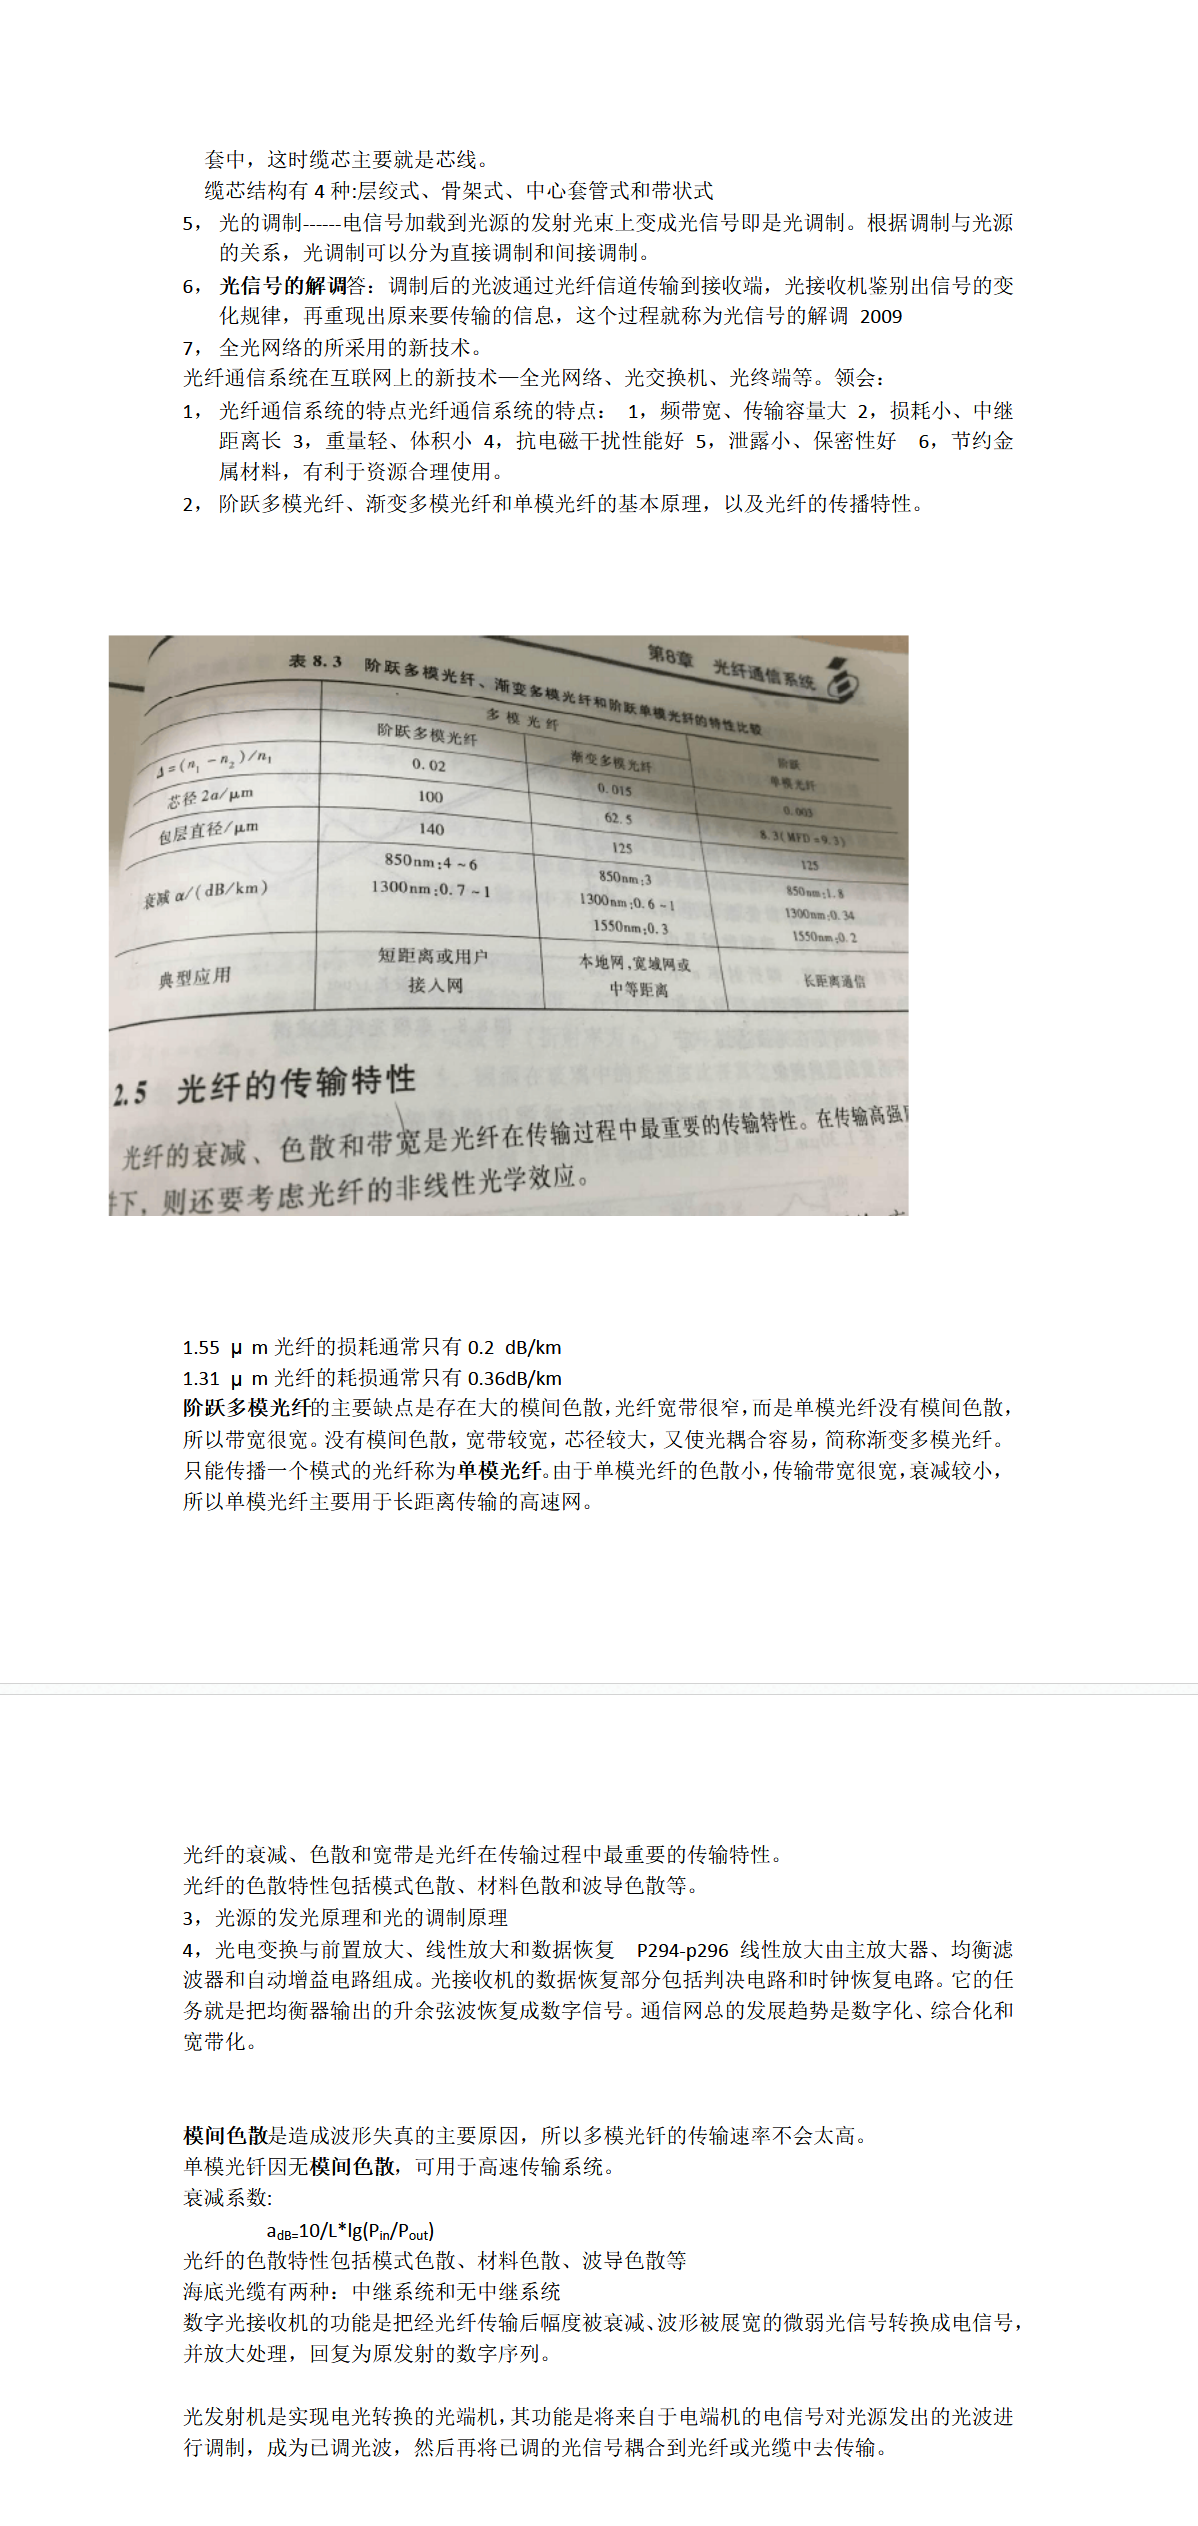 套中，这时缆芯主要就是芯线。
缆芯结构有 4 种:层绞式、骨架式、中心套管式和带状式
5， 光的调制------电信号加载到光源的发射光束上变成光信号即是光调制。根据调制与光源
的关系，光调制可以分为直接调制和间接调制。
6， 光信号的解调答：调制后的光波通过光纤信道传输到接收端，光接收机鉴别出信号的变
化规律，再重现出原来要传输的信息，这个过程就称为光信号的解调 2009
7， 全光网络的所采用的新技术。
光纤通信系统在互联网上的新技术—全光网络、光交换机、光终端等。领会：
1， 光纤通信系统的特点光纤通信系统的特点： 1，频带宽、传输容量大 2，损耗小、中继
距离长 3，重量轻、体积小 4，抗电磁干扰性能好 5，泄露小、保密性好 6，节约金
属材料，有利于资源合理使用。
2， 阶跃多模光纤、渐变多模光纤和单模光纤的基本原理，以及光纤的传播特性。
第8章 光纤通信系统
表 8.3 阶跃多模光纤、渐变多模光纤和阶跃单模光纤的特性比较
多模光纤
阶跃多模光纤 渐变多模光纤 阶跃
单模光纤
Δ=(n₁-n₂)/n₁ 0.02 0.015 0.003
芯径 2a/μm 100 62.5 8.3(MFD=9.3)
包层直径/μm 140 125 125
衰减 α/(dB/km) 850nm:4~6 850nm:3 850nm:1.8
1300nm:0.7~1 1300nm:0.6~1 1300nm:0.34
1550nm:0.3 1550nm:0.2
典型应用 短距离或用户 本地网、宽域网或 长距离通信
接入网 中等距离
2.5 光纤的传输特性
光纤的衰减、色散和带宽是光纤在传输过程中最重要的传输特性。在传输高强
下，则还要考虑光纤的非线性光学效应。
1.55 μ m 光纤的损耗通常只有 0.2 dB/km
1.31 μ m 光纤的耗损通常只有 0.36dB/km
阶跃多模光纤的主要缺点是存在大的模间色散，光纤宽带很窄，而是单模光纤没有模间色散，
所以带宽很宽。没有模间色散，宽带较宽，芯径较大，又使光耦合容易，简称渐变多模光纤。
只能传播一个模式的光纤称为单模光纤。由于单模光纤的色散小，传输带宽很宽，衰减较小，
所以单模光纤主要用于长距离传输的高速网。
光纤的衰减、色散和宽带是光纤在传输过程中最重要的传输特性。
光纤的色散特性包括模式色散、材料色散和波导色散等。
3，光源的发光原理和光的调制原理
4，光电变换与前置放大、线性放大和数据恢复 P294-p296 线性放大由主放大器、均衡滤
波器和自动增益电路组成。光接收机的数据恢复部分包括判决电路和时钟恢复电路。它的任
务就是把均衡器输出的升余弦波恢复成数字信号。通信网总的发展趋势是数字化、综合化和
宽带化。
模间色散是造成波形失真的主要原因，所以多模光钎的传输速率不会太高。
单模光钎因无模间色散，可用于高速传输系统。
衰减系数:
adB=10/L*lg(Pin/Pout)
光纤的色散特性包括模式色散、材料色散、波导色散等
海底光缆有两种：中继系统和无中继系统
数字光接收机的功能是把经光纤传输后幅度被衰减、波形被展宽的微弱光信号转换成电信号，
并放大处理，回复为原发射的数字序列。
光发射机是实现电光转换的光端机，其功能是将来自于电端机的电信号对光源发出的光波进
行调制，成为已调光波，然后再将已调的光信号耦合到光纤或光缆中去传输。